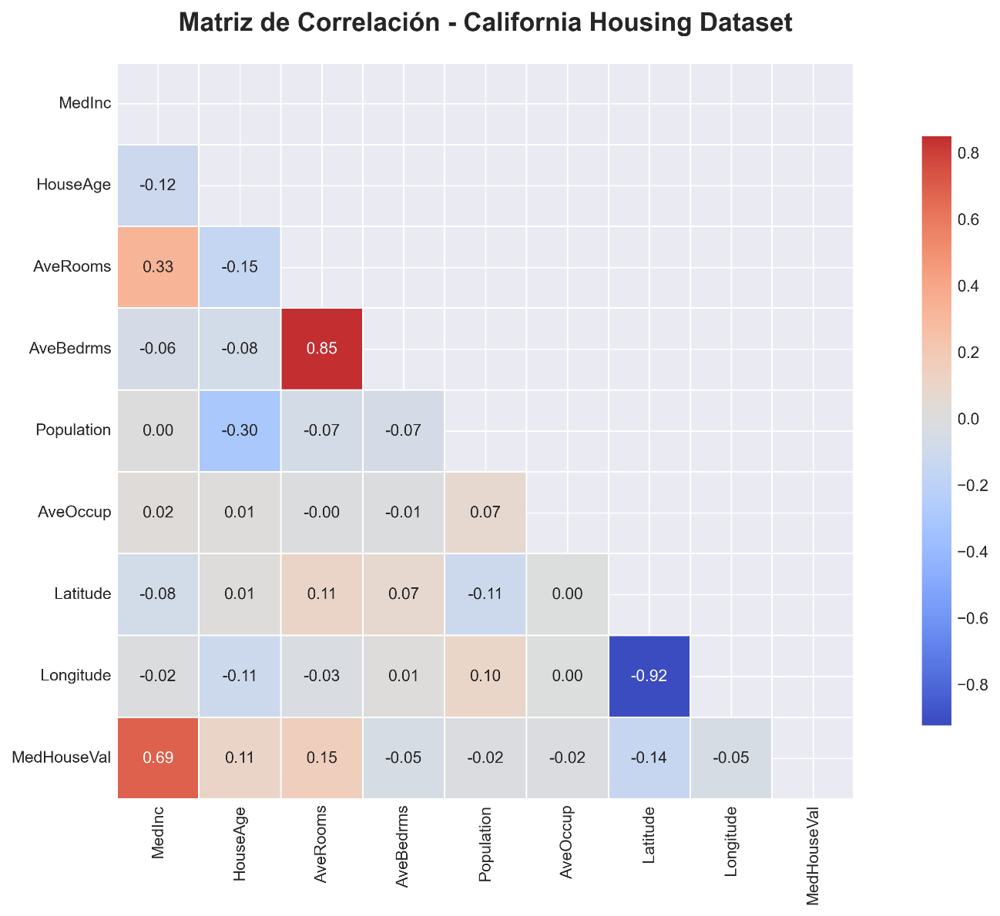 Matriz de Correlación - California Housing Dataset
MedInc
HouseAge -0.12
AveRooms 0.33 -0.15
AveBedrms -0.06 -0.08 0.85
Population 0.00 -0.30 -0.07 -0.07
AveOccup 0.02 0.01 -0.00 -0.01 0.07
Latitude -0.08 0.01 0.11 0.07 -0.11 0.00
Longitude -0.02 -0.11 -0.03 0.01 0.10 0.00 -0.92
MedHouseVal 0.69 0.11 0.15 -0.05 -0.02 -0.02 -0.14 -0.05
MedInc
HouseAge
AveRooms
AveBedrms
Population
AveOccup
Latitude
Longitude
MedHouseVal
0.8
0.6
0.4
0.2
0.0
−0.2
−0.4
−0.6
−0.8